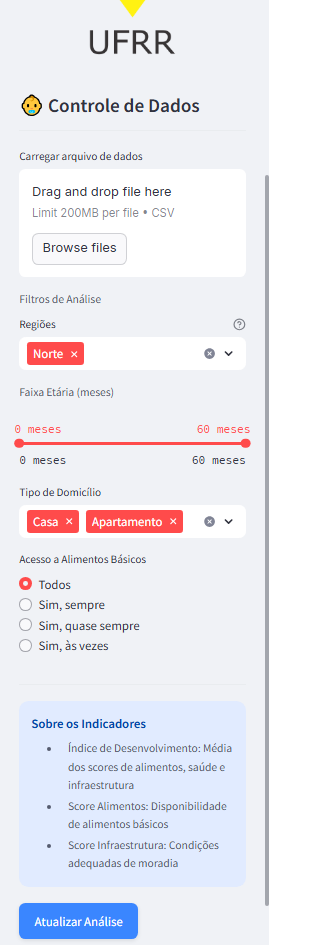 UFRR
Controle de Dados
Carregar arquivo de dados
Drag and drop file here
Limit 200MB per file • CSV
Browse files
Filtros de Análise
Regiões
Norte ×
Faixa Etária (meses)
0 meses 60 meses
0 meses 60 meses
Tipo de Domicílio
Casa × Apartamento ×
Acesso a Alimentos Básicos
Todos
Sim, sempre
Sim, quase sempre
Sim, às vezes
Sobre os Indicadores
• Índice de Desenvolvimento: Média
dos scores de alimentos, saúde e
infraestrutura
• Score Alimentos: Disponibilidade
de alimentos básicos
• Score Infraestrutura: Condições
adequadas de moradia
Atualizar Análise